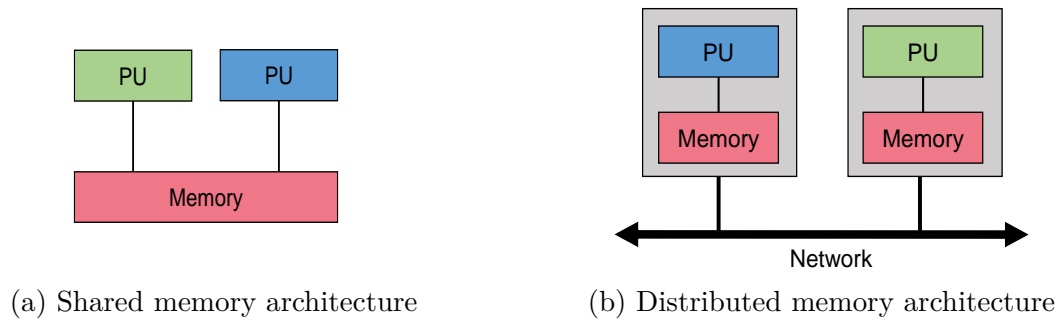 PU PU
Memory
(a) Shared memory architecture
PU PU
Memory Memory
Network
(b) Distributed memory architecture